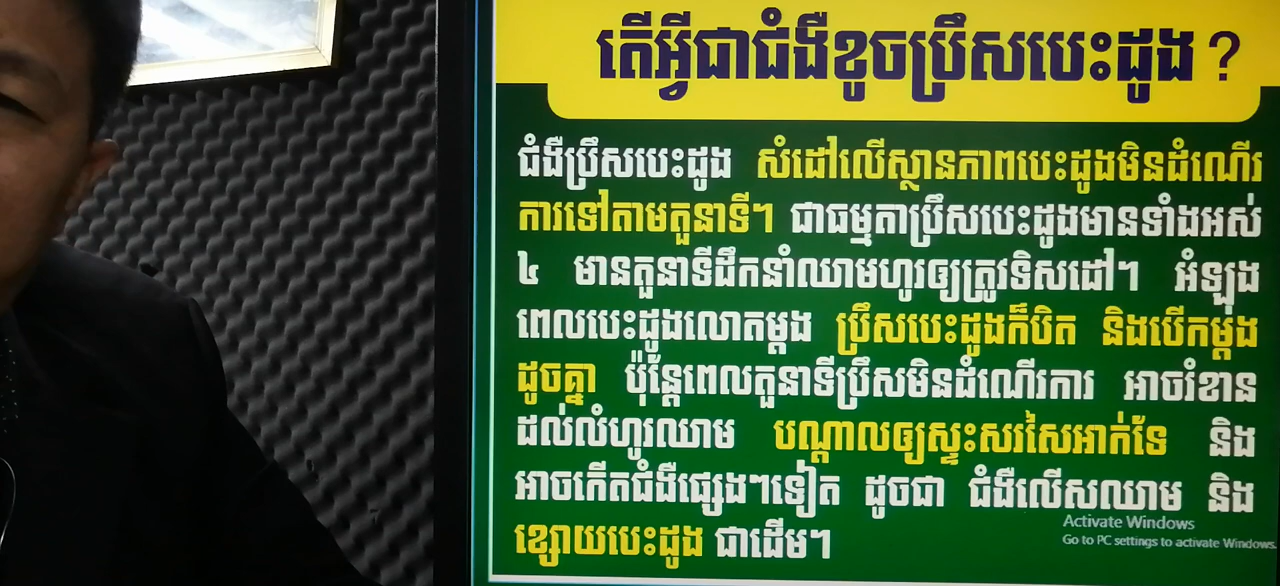 តើអ្វីជាជំងឺខូចប្រឹសបេះដូង?
ជំងឺប្រឹសបេះដូង សំដៅលើស្ថានភាពបេះដូងមិនដំណើរ
ការទៅតាមតួនាទី។ ជាធម្មតាប្រឹសបេះដូងមានទាំងអស់
៤ មានតួនាទីដឹកនាំឈាមហូរឲ្យត្រូវទិសដៅ។ អំឡុង
ពេលបេះដូងលោតម្ដង ប្រឹសបេះដូងក៏បិត និងបើកម្ដង
ដូចគ្នា ប៉ុន្តែពេលតួនាទីប្រឹសមិនដំណើរការ អាចរំខាន
ដល់លំហូរឈាម បណ្ដាលឲ្យស្ទះសរសៃអាក់ទែ និង
អាចកើតជំងឺផ្សេងៗទៀត ដូចជា ជំងឺលើសឈាម និង
ខ្សោយបេះដូង ជាដើម។
Activate Windows
Go to PC settings to activate Windows.